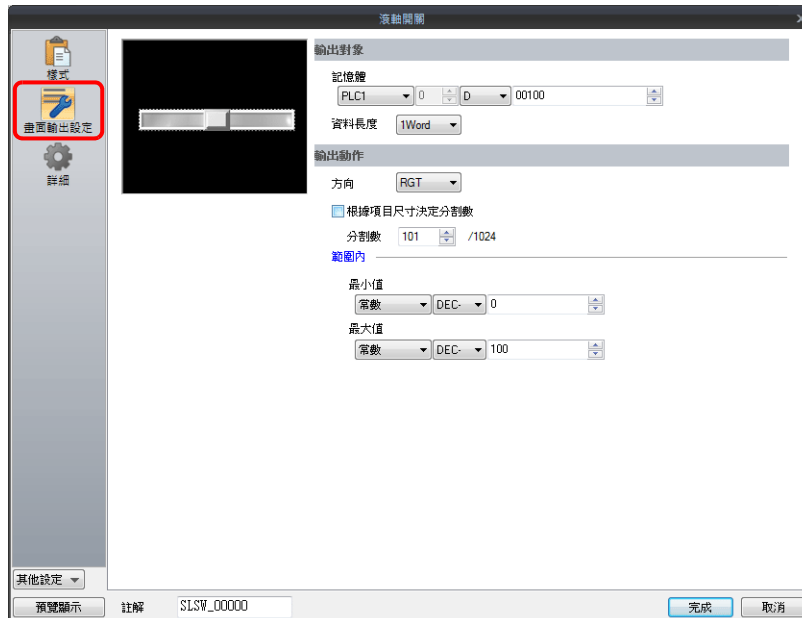 滾軸開關
樣式
畫面輸出設定
詳細
輸出對象
記憶體
PLC1 0 D 00100
資料長度 1Word
輸出動作
方向 RGT
根據項目尺寸決定分割數
分割數 101 /1024
範圍內
最小值
常數 DEC- 0
最大值
常數 DEC- 100
其他設定
預覽顯示 註解 SLSW_00000 完成 取消